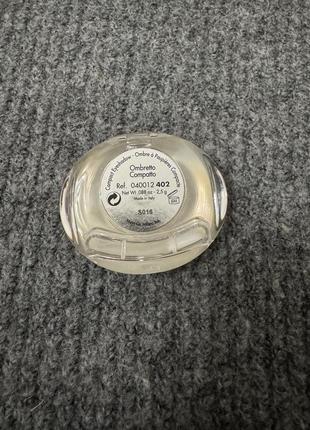 Compact Eyeshadow - Ombre à Paupières Compacte
Ombretto
Compatto
Ref. 040012 402
Net Wt .088 oz - 2,5 g
Made in Italy
S016